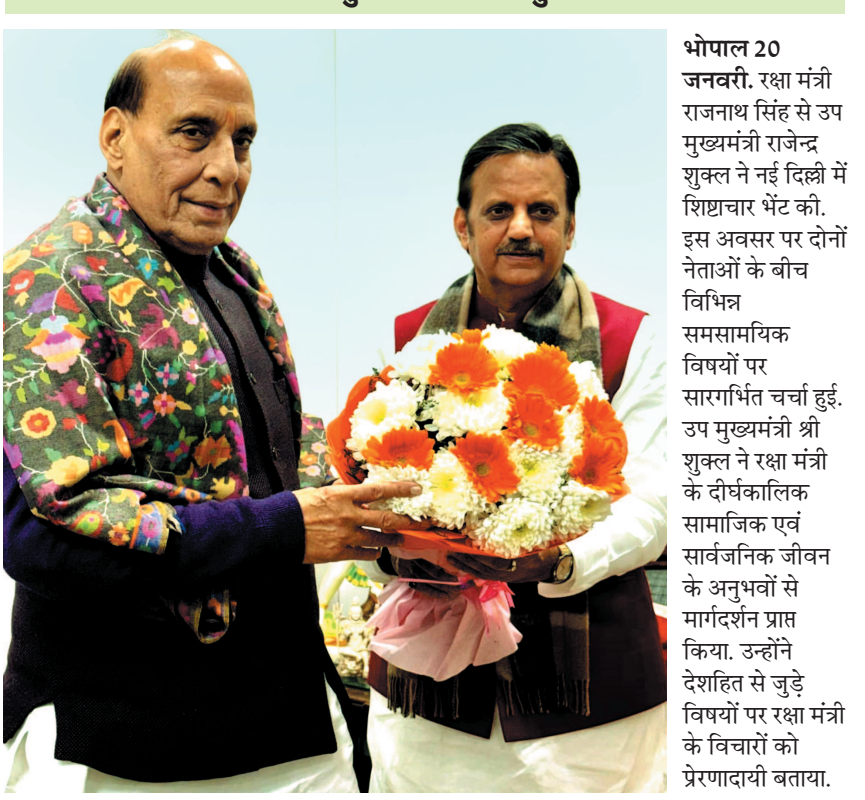 भोपाल 20
जनवरी. रक्षा मंत्री
राजनाथ सिंह से उप
मुख्यमंत्री राजेन्द्र
शुक्ल ने नई दिल्ली में
शिष्टाचार भेंट की.
इस अवसर पर दोनों
नेताओं के बीच
विभिन्न
समसामयिक
विषयों पर
सारगर्भित चर्चा हुई.
उप मुख्यमंत्री श्री
शुक्ल ने रक्षा मंत्री
के दीर्घकालिक
सामाजिक एवं
सार्वजनिक जीवन
के अनुभवों से
मार्गदर्शन प्राप्त
किया. उन्होंने
देशहित से जुड़े
विषयों पर रक्षा मंत्री
के विचारों को
प्रेरणादायी बताया.